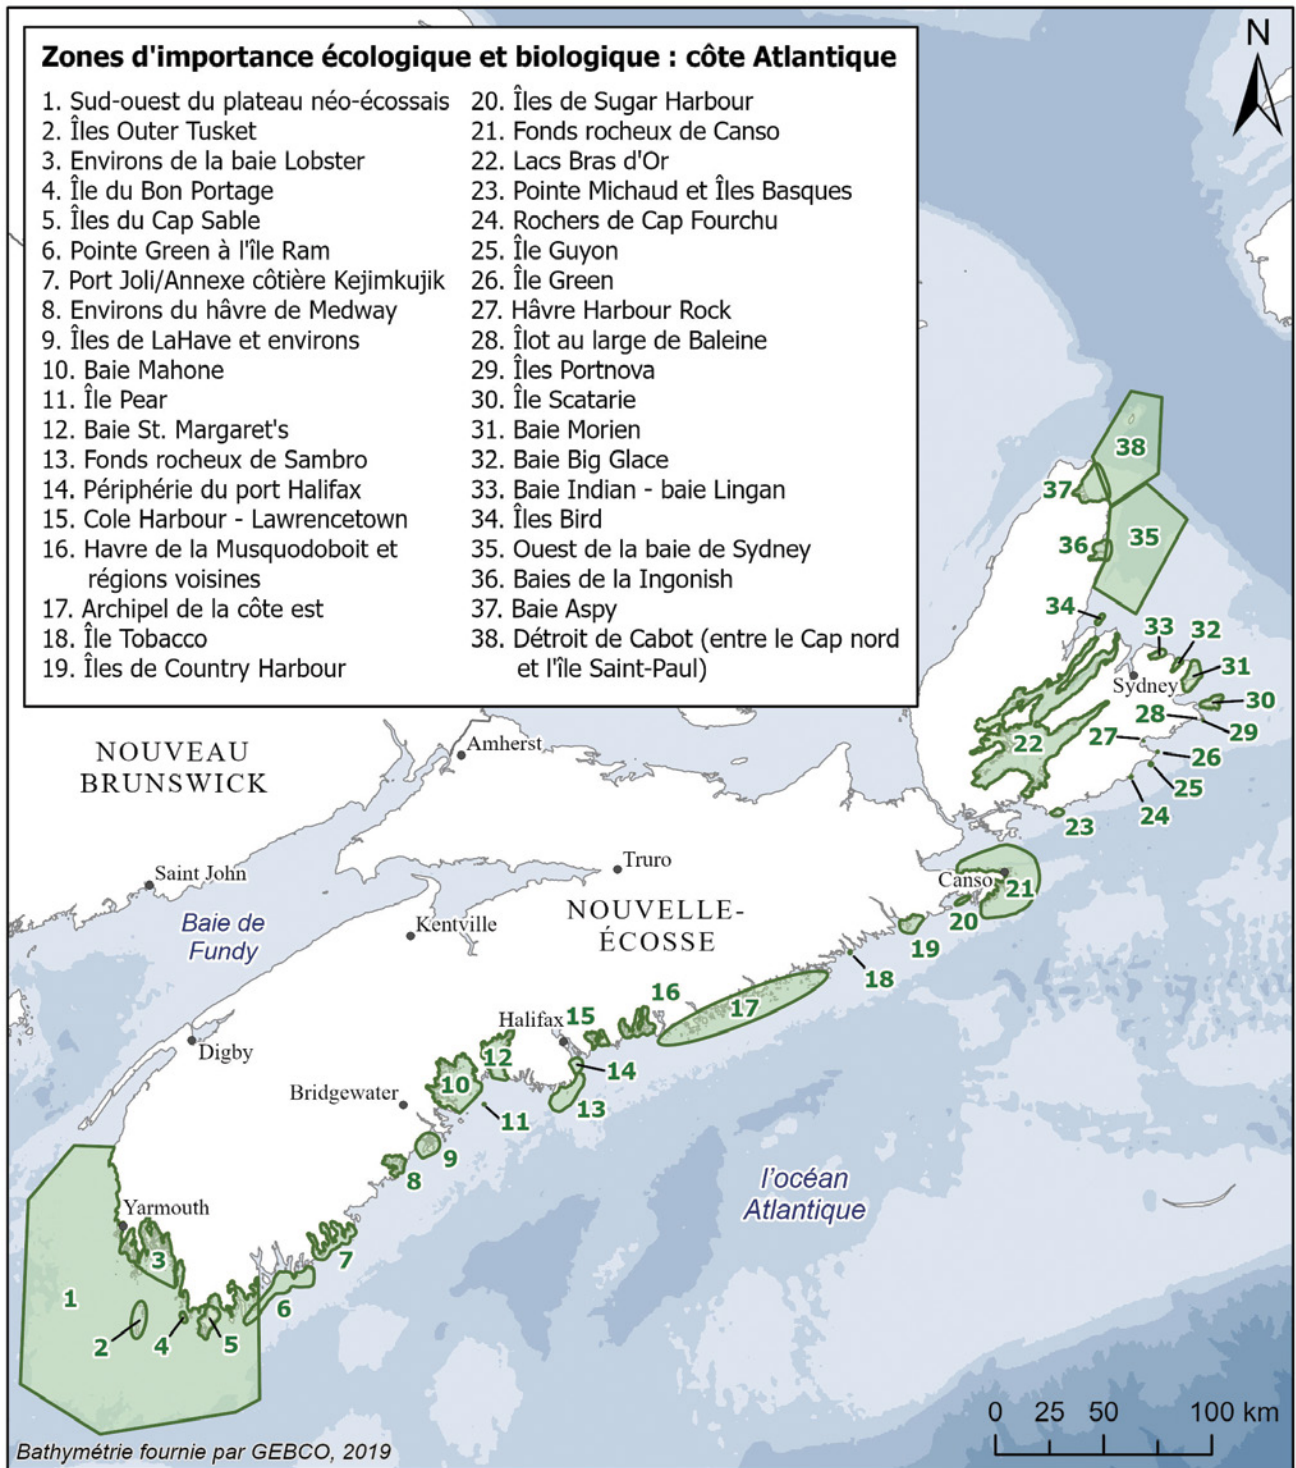 Zones d'importance écologique et biologique : côte Atlantique
1. Sud-ouest du plateau néo-écossais
2. Îles Outer Tusket
3. Environs de la baie Lobster
4. Île du Bon Portage
5. Îles du Cap Sable
6. Pointe Green à l'île Ram
7. Port Joli/Annexe côtière Kejimkujik
8. Environs du hâvre de Medway
9. Îles de LaHave et environs
10. Baie Mahone
11. Île Pear
12. Baie St. Margaret's
13. Fonds rocheux de Sambro
14. Périphérie du port Halifax
15. Cole Harbour - Lawrencetown
16. Havre de la Musquodoboit et
régions voisines
17. Archipel de la côte est
18. Île Tobacco
19. Îles de Country Harbour
20. Îles de Sugar Harbour
21. Fonds rocheux de Canso
22. Lacs Bras d'Or
23. Pointe Michaud et Îles Basques
24. Rochers de Cap Fourchu
25. Île Guyon
26. Île Green
27. Hâvre Harbour Rock
28. Îlot au large de Baleine
29. Îles Portnova
30. Île Scatarie
31. Baie Morien
32. Baie Big Glace
33. Baie Indian - baie Lingan
34. Îles Bird
35. Ouest de la baie de Sydney
36. Baies de la Ingonish
37. Baie Aspy
38. Détroit de Cabot (entre le Cap nord
et l'île Saint-Paul)
N
38
37
35
36
34
33
32
31
Sydney
30
28
29
22
27
26
25
24
23
NOUVEAU
BRUNSWICK
Amherst
Saint John
Truro
Canso
21
Baie de
Fundy
Kentville
NOUVELLE-
ÉCOSSE
20
19
18
17
16
15
Halifax
Digby
12
14
10
13
Bridgewater
11
9
8
l'océan
Atlantique
Yarmouth
3
7
1
6
2
4
5
0 25 50 100 km
Bathymétrie fournie par GEBCO, 2019